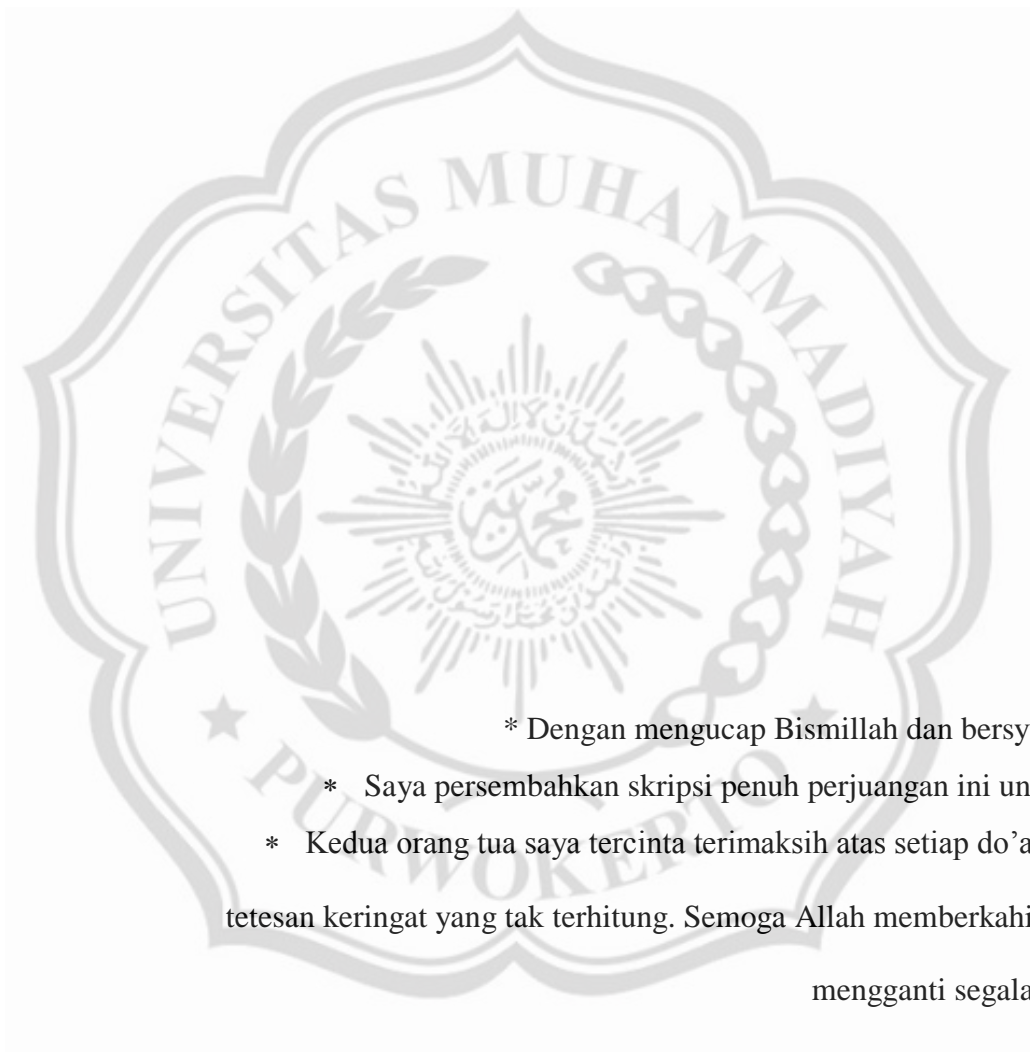 UNIVERSITAS MUHAMMADIYAH
PURWOKERTO
* Dengan mengucap Bismillah dan bersy
* Saya persembahkan skripsi penuh perjuangan ini un
* Kedua orang tua saya tercinta terimaksih atas setiap do’a
tetesan keringat yang tak terhitung. Semoga Allah memberkahi
mengganti segala